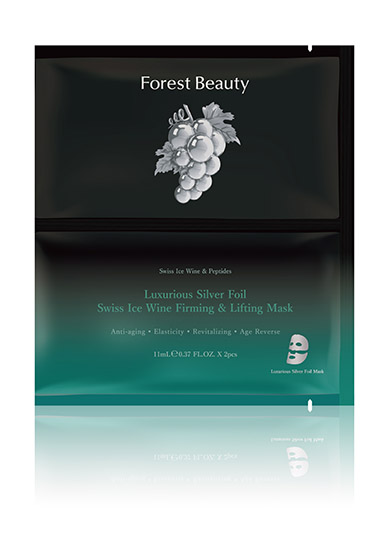 Forest Beauty
Swiss Ice Wine & Peptides
Luxurious Silver Foil
Swiss Ice Wine Firming & Lifting Mask
Anti-aging • Elasticity • Revitalizing • Age Reverse
11mL℮0.37 FL.OZ. X 2pcs
Luxurious Silver Foil Mask